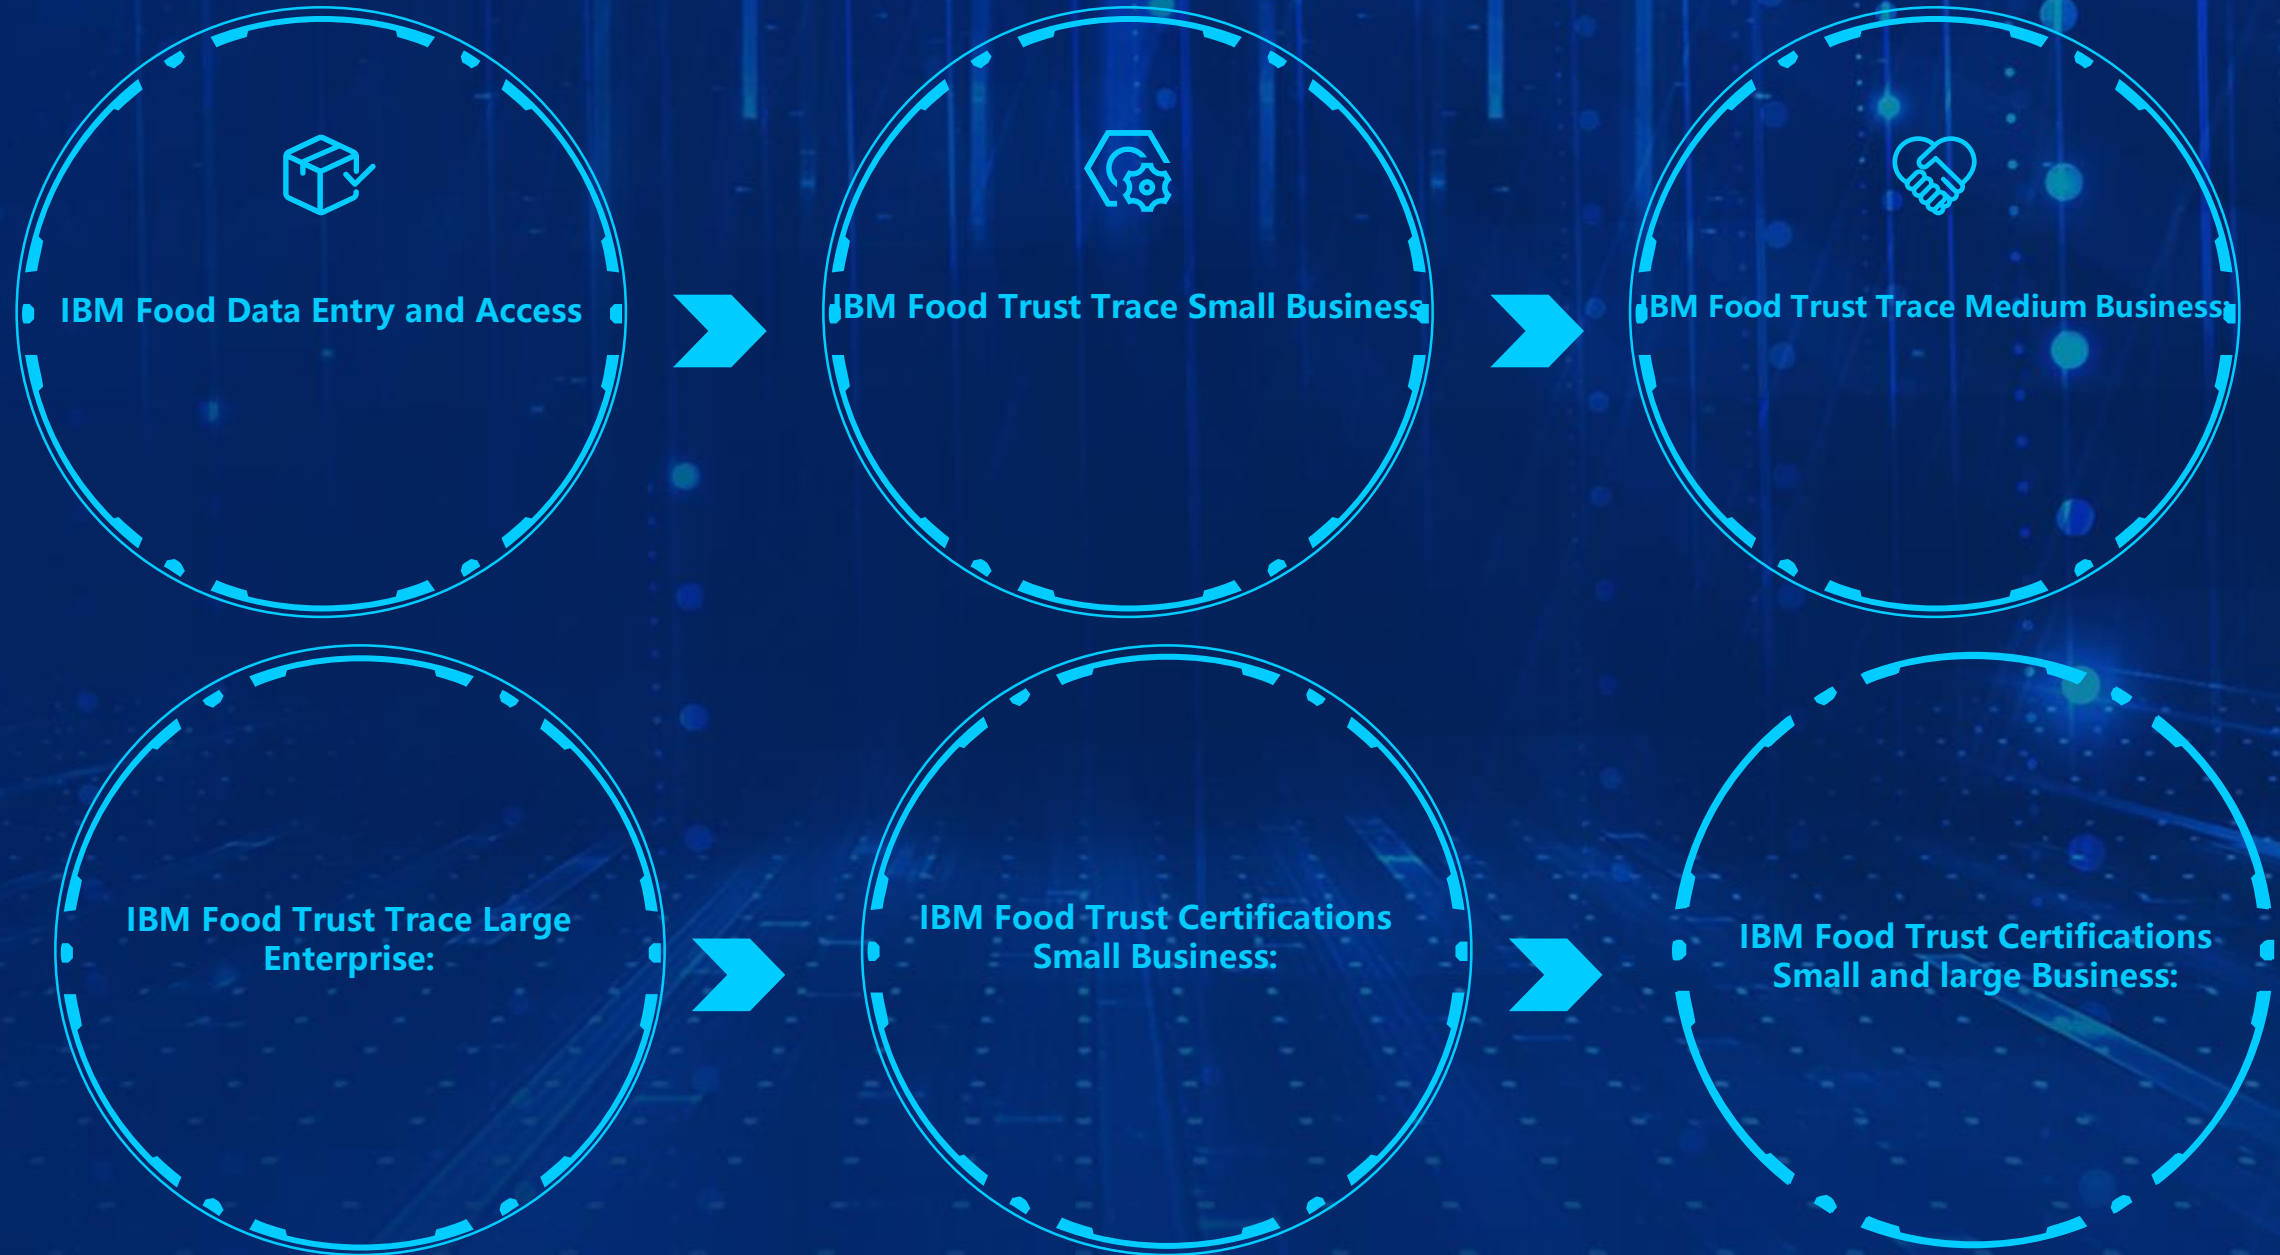 IBM Food Data Entry and Access
IBM Food Trust Trace Small Business
IBM Food Trust Trace Medium Business:
IBM Food Trust Trace Large
Enterprise:
IBM Food Trust Certifications
Small Business:
IBM Food Trust Certifications
Small and large Business: